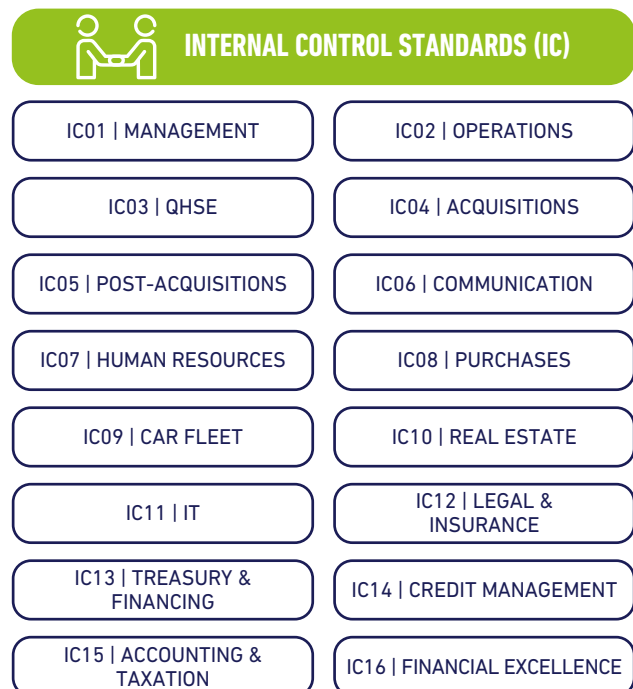 INTERNAL CONTROL STANDARDS (IC)
IC01 | MANAGEMENT
IC02 | OPERATIONS
IC03 | QHSE
IC04 | ACQUISITIONS
IC05 | POST-ACQUISITIONS
IC06 | COMMUNICATION
IC07 | HUMAN RESOURCES
IC08 | PURCHASES
IC09 | CAR FLEET
IC10 | REAL ESTATE
IC11 | IT
IC12 | LEGAL &
INSURANCE
IC13 | TREASURY &
FINANCING
IC14 | CREDIT MANAGEMENT
IC15 | ACCOUNTING &
TAXATION
IC16 | FINANCIAL EXCELLENCE